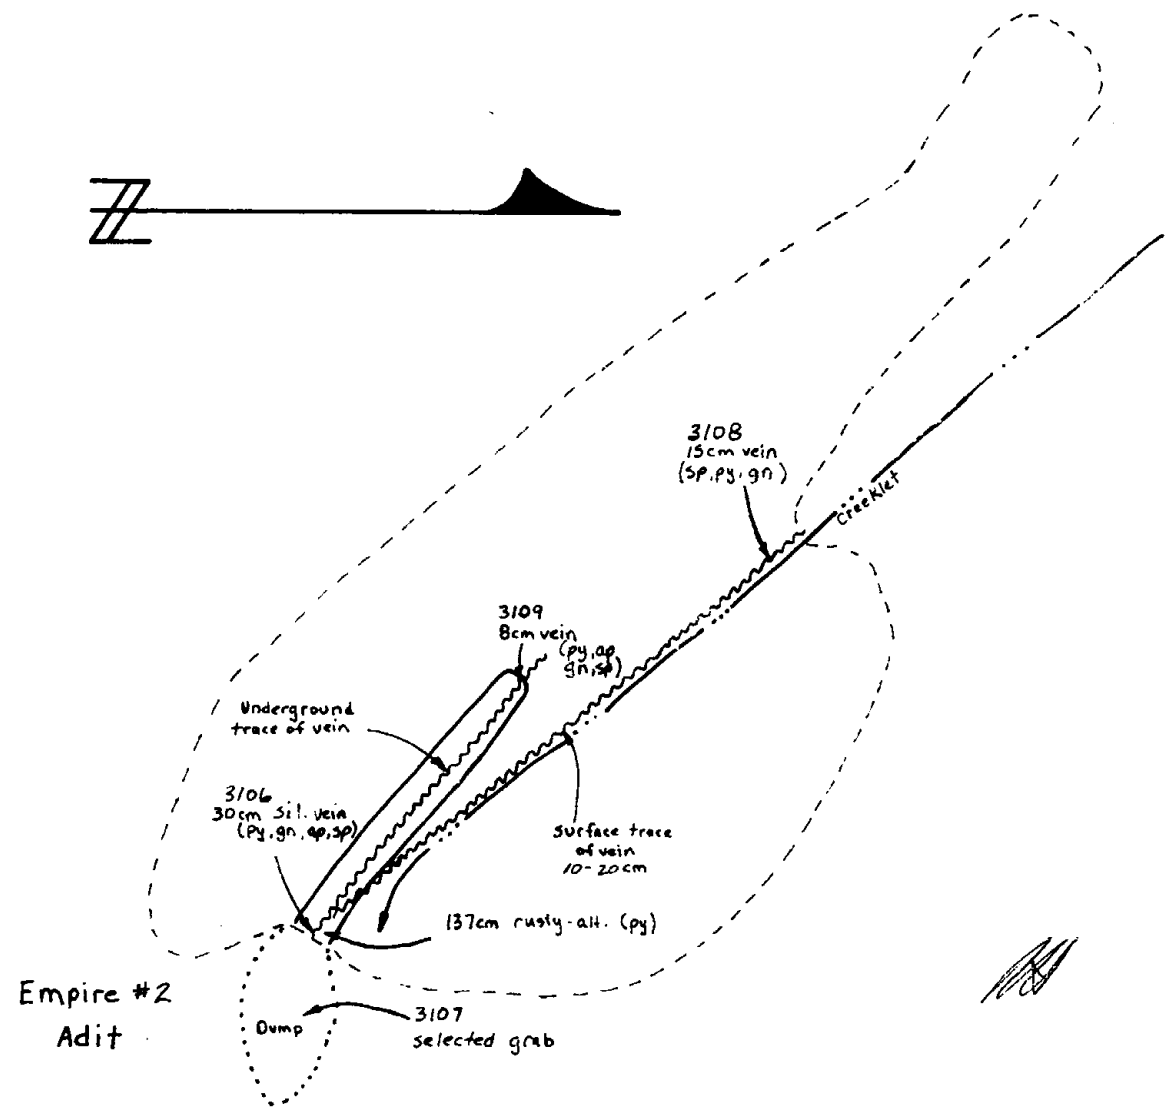 N
3108
15cm vein
(sp,py,gn)
Creeklet
3109
8cm vein
(py,ap,
gn,sp)
Underground
trace of vein
3106
30cm sil. vein
(py,gn,ap,sp)
Surface trace
of vein
10-20cm
137cm rusty-alt. (py)
Empire #2
Adit
Dump
3107
selected grab